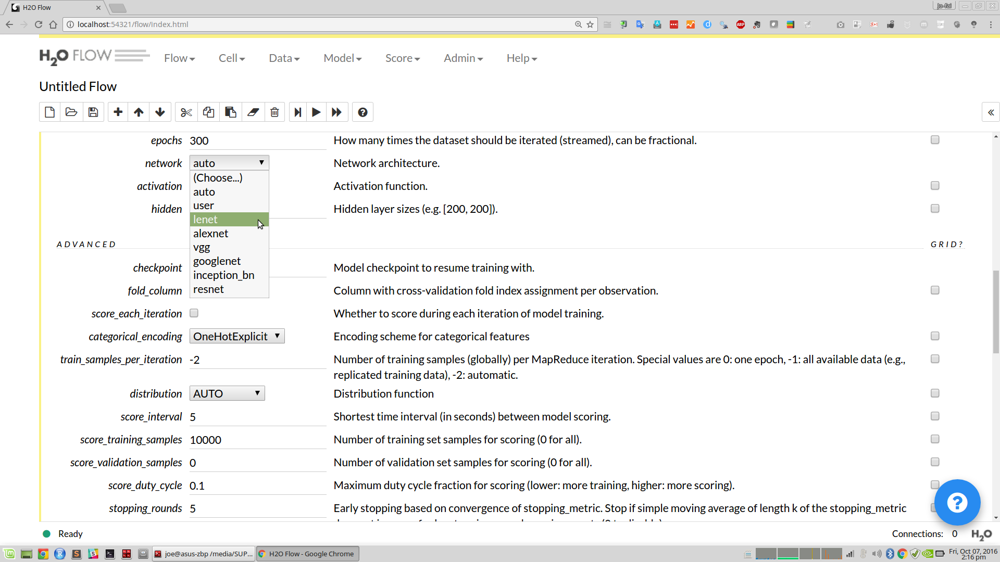 H2O Flow
Jo-fai
localhost:54321/flow/index.html
H2O FLOW
Flow Cell Data Model Score Admin Help
Untitled Flow
epochs 300 How many times the dataset should be iterated (streamed), can be fractional.
network auto Network architecture.
(Choose...)
activation Activation function.
auto
user
hidden Hidden layer sizes (e.g. [200, 200]).
lenet
alexnet
ADVANCED GRID?
vgg
googlenet
checkpoint Model checkpoint to resume training with.
inception_bn
fold_column Column with cross-validation fold index assignment per observation.
resnet
score_each_iteration Whether to score during each iteration of model training.
categorical_encoding OneHotExplicit Encoding scheme for categorical features
train_samples_per_iteration -2 Number of training samples (globally) per MapReduce iteration. Special values are 0: one epoch, -1: all available data (e.g.,
replicated training data), -2: automatic.
distribution AUTO Distribution function
score_interval 5 Shortest time interval (in seconds) between model scoring.
score_training_samples 10000 Number of training set samples for scoring (0 for all).
score_validation_samples 0 Number of validation set samples for scoring (0 for all).
score_duty_cycle 0.1 Maximum duty cycle fraction for scoring (lower: more training, higher: more scoring).
stopping_rounds 5 Early stopping based on convergence of stopping_metric. Stop if simple moving average of length k of the stopping_metric
Ready Connections: 0 H2O
joe@asus-zbp /media/SUP... H2O Flow - Google Chrome Fri, Oct 07, 2016
2:16 pm